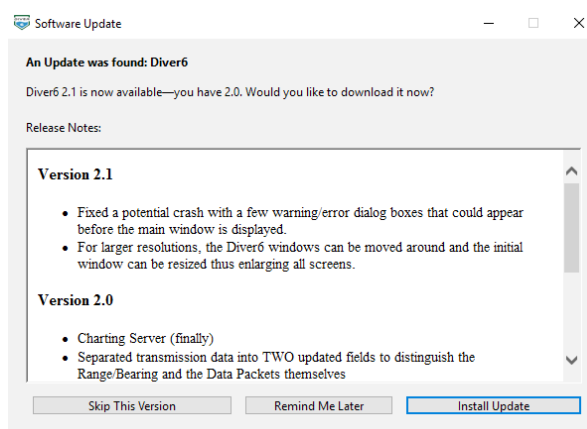 Software Update
An Update was found: Diver6
Diver6 2.1 is now available—you have 2.0. Would you like to download it now?
Release Notes:
Version 2.1
• Fixed a potential crash with a few warning/error dialog boxes that could appear
before the main window is displayed.
• For larger resolutions, the Diver6 windows can be moved around and the initial
window can be resized thus enlarging all screens.
Version 2.0
• Charting Server (finally)
• Separated transmission data into TWO updated fields to distinguish the
Range/Bearing and the Data Packets themselves
Skip This Version Remind Me Later Install Update